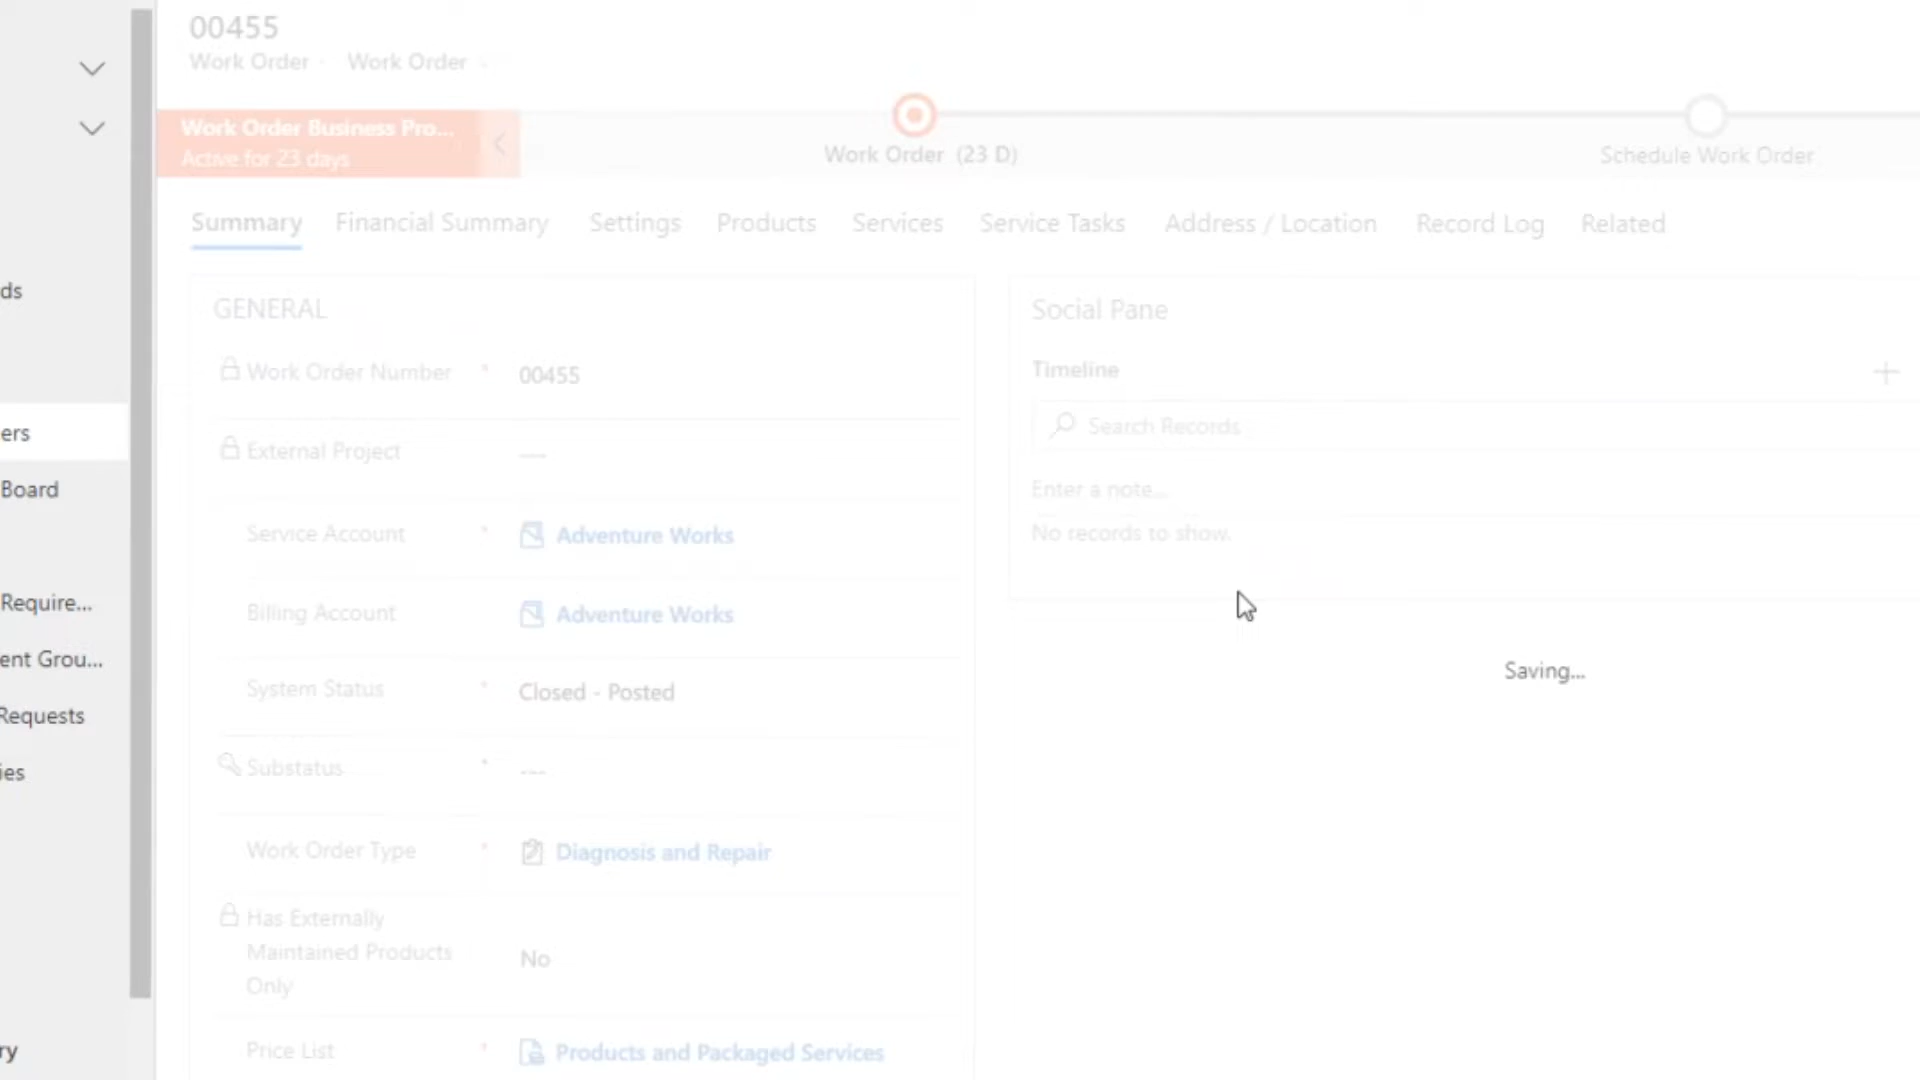 00455
Work Order · Work Order
Work Order Business Pro...
Active for 23 days
Work Order (23 D)
Schedule Work Order
Summary Financial Summary Settings Products Services Service Tasks Address / Location Record Log Related
ds
ers
Board
Require...
ent Grou...
Requests
ies
ry
GENERAL
Work Order Number * 00455
External Project ---
Service Account * Adventure Works
Billing Account Adventure Works
System Status * Closed - Posted
Substatus * ---
Work Order Type * Diagnosis and Repair
Has Externally
Maintained Products
Only
No
Price List * Products and Packaged Services
Social Pane
Timeline
Search Records
Enter a note...
No records to show.
Saving...